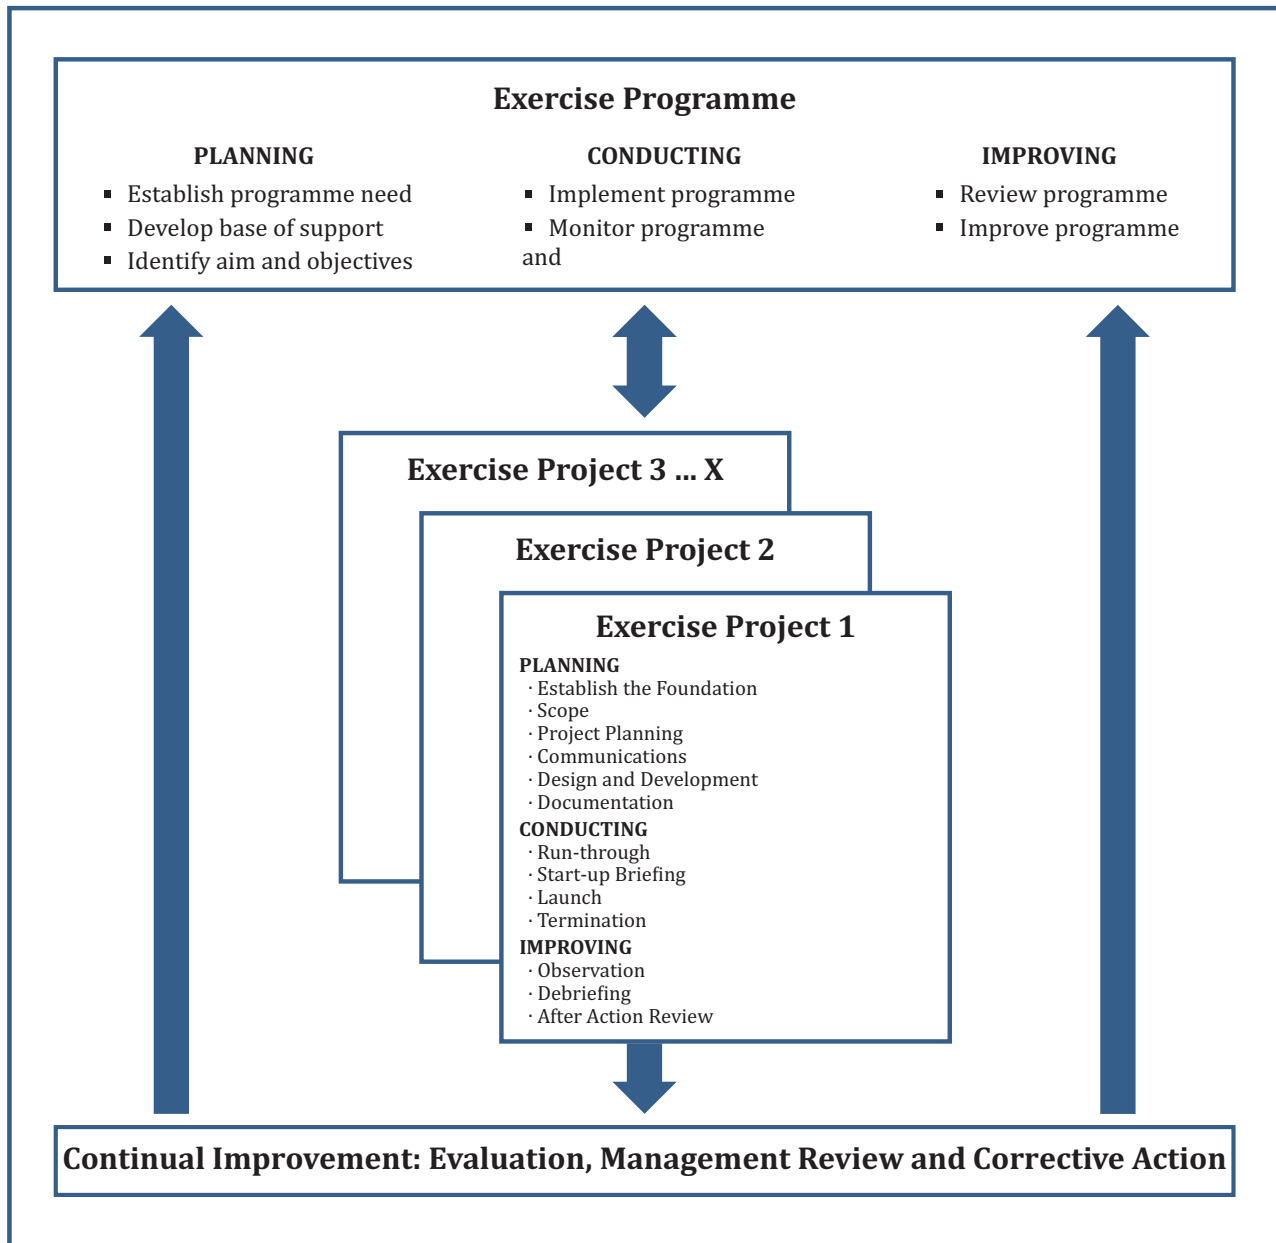 Exercise Programme
PLANNING
▪ Establish programme need
▪ Develop base of support
▪ Identify aim and objectives
CONDUCTING
▪ Implement programme
▪ Monitor programme
and
IMPROVING
▪ Review programme
▪ Improve programme
Exercise Project 3 ... X
Exercise Project 2
Exercise Project 1
PLANNING
· Establish the Foundation
· Scope
· Project Planning
· Communications
· Design and Development
· Documentation
CONDUCTING
· Run-through
· Start-up Briefing
· Launch
· Termination
IMPROVING
· Observation
· Debriefing
· After Action Review
Continual Improvement: Evaluation, Management Review and Corrective Action